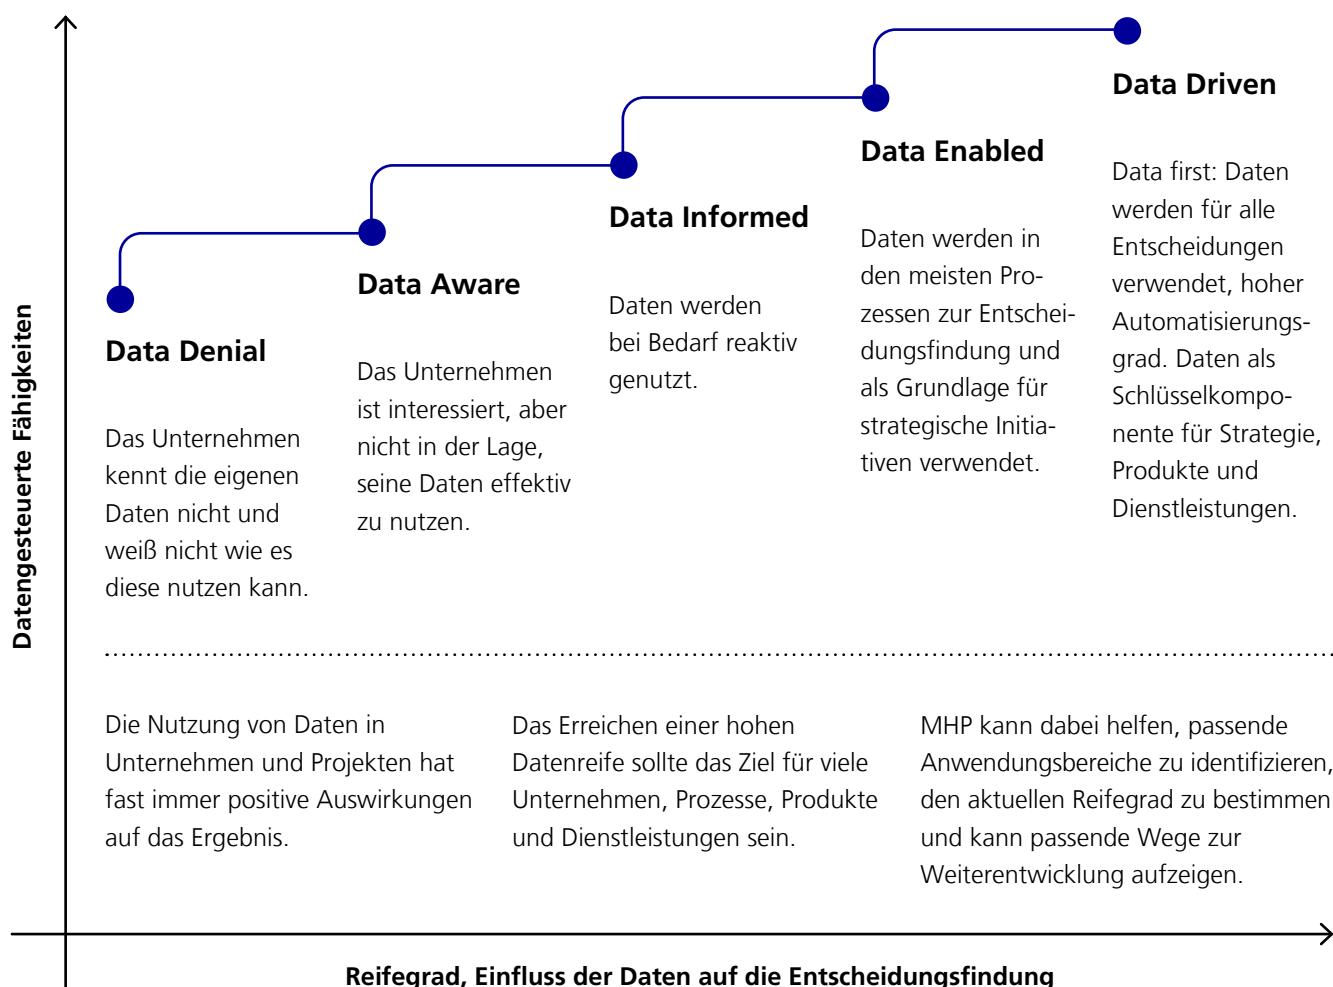 Datengesteuerte Fähigkeiten
Data Denial
Das Unternehmen
kennt die eigenen
Daten nicht und
weiß nicht wie es
diese nutzen kann.
Data Aware
Das Unternehmen
ist interessiert, aber
nicht in der Lage,
seine Daten effektiv
zu nutzen.
Data Informed
Daten werden
bei Bedarf reaktiv
genutzt.
Data Enabled
Daten werden in
den meisten Pro-
zessen zur Entschei-
dungsfindung und
als Grundlage für
strategische Initia-
tiven verwendet.
Data Driven
Data first: Daten
werden für alle
Entscheidungen
verwendet, hoher
Automatisierungs-
grad. Daten als
Schlüsselkompo-
nente für Strategie,
Produkte und
Dienstleistungen.
Die Nutzung von Daten in
Unternehmen und Projekten hat
fast immer positive Auswirkungen
auf das Ergebnis.
Das Erreichen einer hohen
Datenreife sollte das Ziel für viele
Unternehmen, Prozesse, Produkte
und Dienstleistungen sein.
MHP kann dabei helfen, passende
Anwendungsbereiche zu identifizieren,
den aktuellen Reifegrad zu bestimmen
und kann passende Wege zur
Weiterentwicklung aufzeigen.
Reifegrad, Einfluss der Daten auf die Entscheidungsfindung